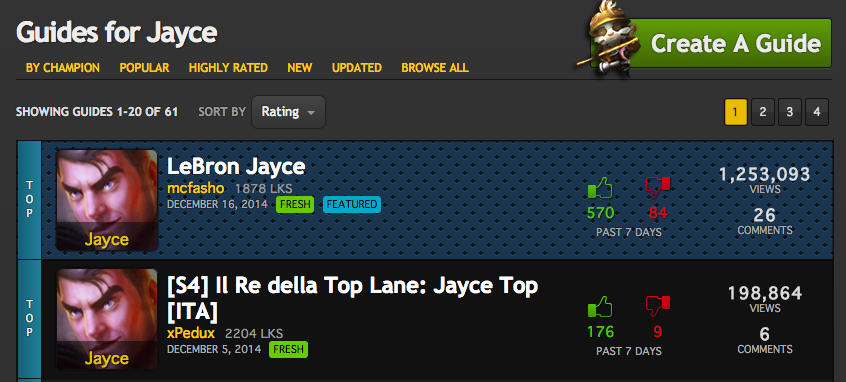 Guides for Jayce
Create A Guide
BY CHAMPION POPULAR HIGHLY RATED NEW UPDATED BROWSE ALL
SHOWING GUIDES 1-20 OF 61 SORT BY Rating 1 2 3 4
TOP
Jayce
LeBron Jayce
mcfasho 1878 LKS
DECEMBER 16, 2014 FRESH FEATURED
570 84
PAST 7 DAYS
1,253,093
VIEWS
26
COMMENTS
TOP
Jayce
[S4] Il Re della Top Lane: Jayce Top
[ITA]
xPedux 2204 LKS
DECEMBER 5, 2014 FRESH
176 9
PAST 7 DAYS
198,864
VIEWS
6
COMMENTS